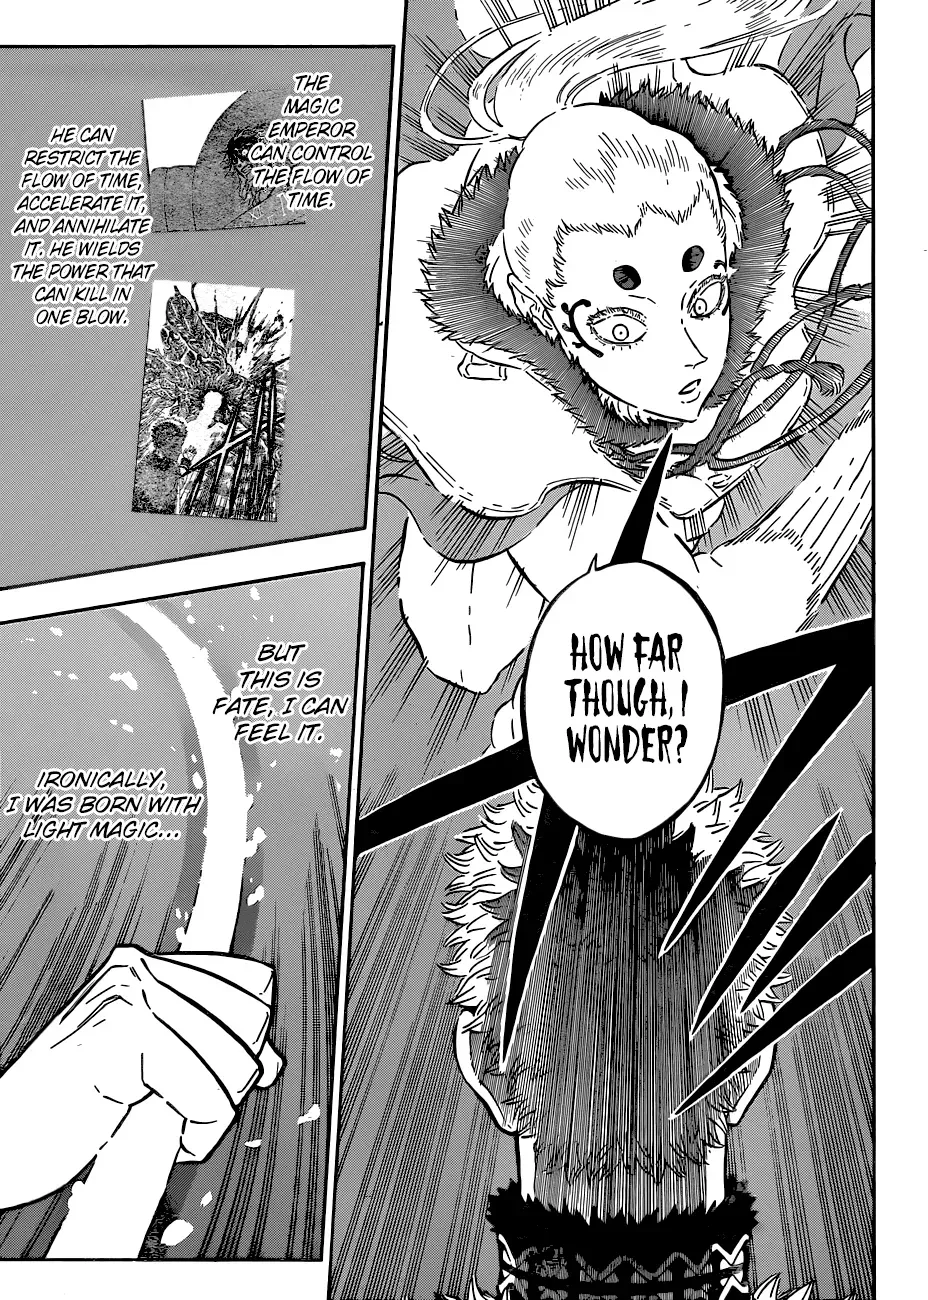 HOW FAR
THOUGH, I
WONDER?
THE
MAGIC
EMPEROR
CAN CONTROL
THE FLOW OF
TIME.
HE CAN
RESTRICT THE
FLOW OF TIME,
ACCELERATE IT,
AND ANNIHILATE
IT. HE WIELDS
THE POWER THAT
CAN KILL IN
ONE BLOW.
BUT
THIS IS
FATE, I CAN
FEEL IT.
IRONICALLY,
I WAS BORN WITH
LIGHT MAGIC...